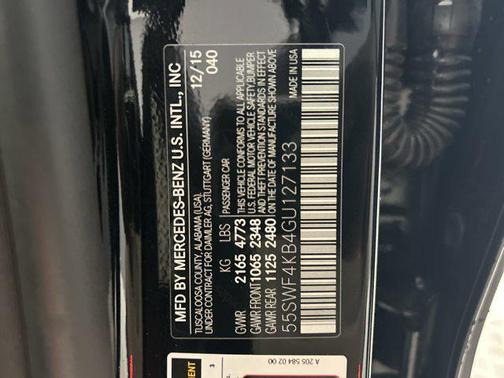 MFD BY MERCEDES-BENZ U.S. INTL., INC
TUSCALOOSA COUNTY, ALABAMA (USA).
UNDER CONTRACT FOR DAIMLER AG, STUTTGART (GERMANY)
12/15
040
KG LBS
GWR 2165 4773
GAWR FRONT 1065 2348
GAWR REAR 1125 2480
PASSENGER CAR
THIS VEHICLE CONFORMS TO ALL APPLICABLE
U.S. FEDERAL MOTOR VEHICLE SAFETY, BUMPER
AND THEFT PREVENTION STANDARDS IN EFFECT
ON THE DATE OF MANUFACTURE SHOWN ABOVE
55SWF4KB4GU127133
MADE IN USA
A 205 584 02 00
3